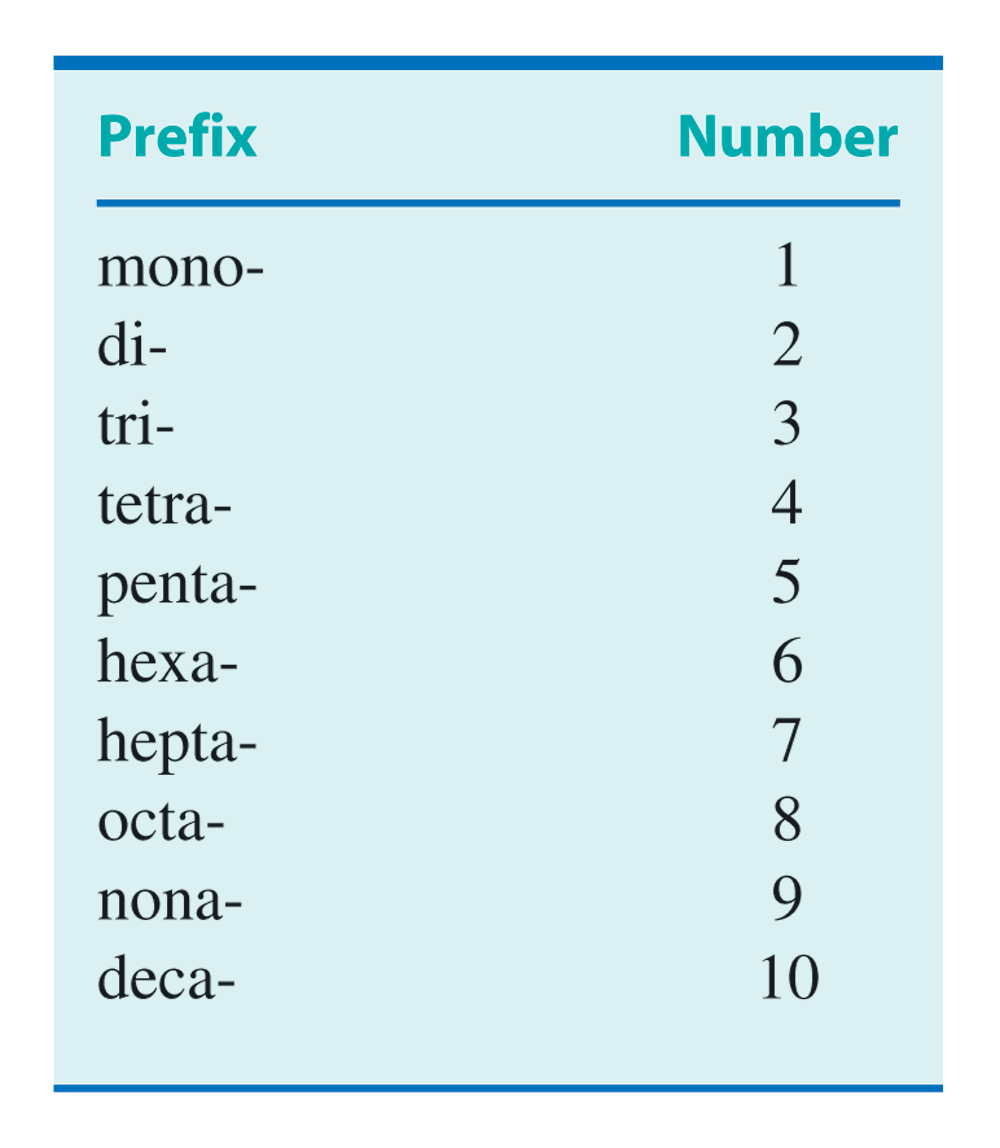 Prefix Number
mono- 1
di- 2
tri- 3
tetra- 4
penta- 5
hexa- 6
hepta- 7
octa- 8
nona- 9
deca- 10